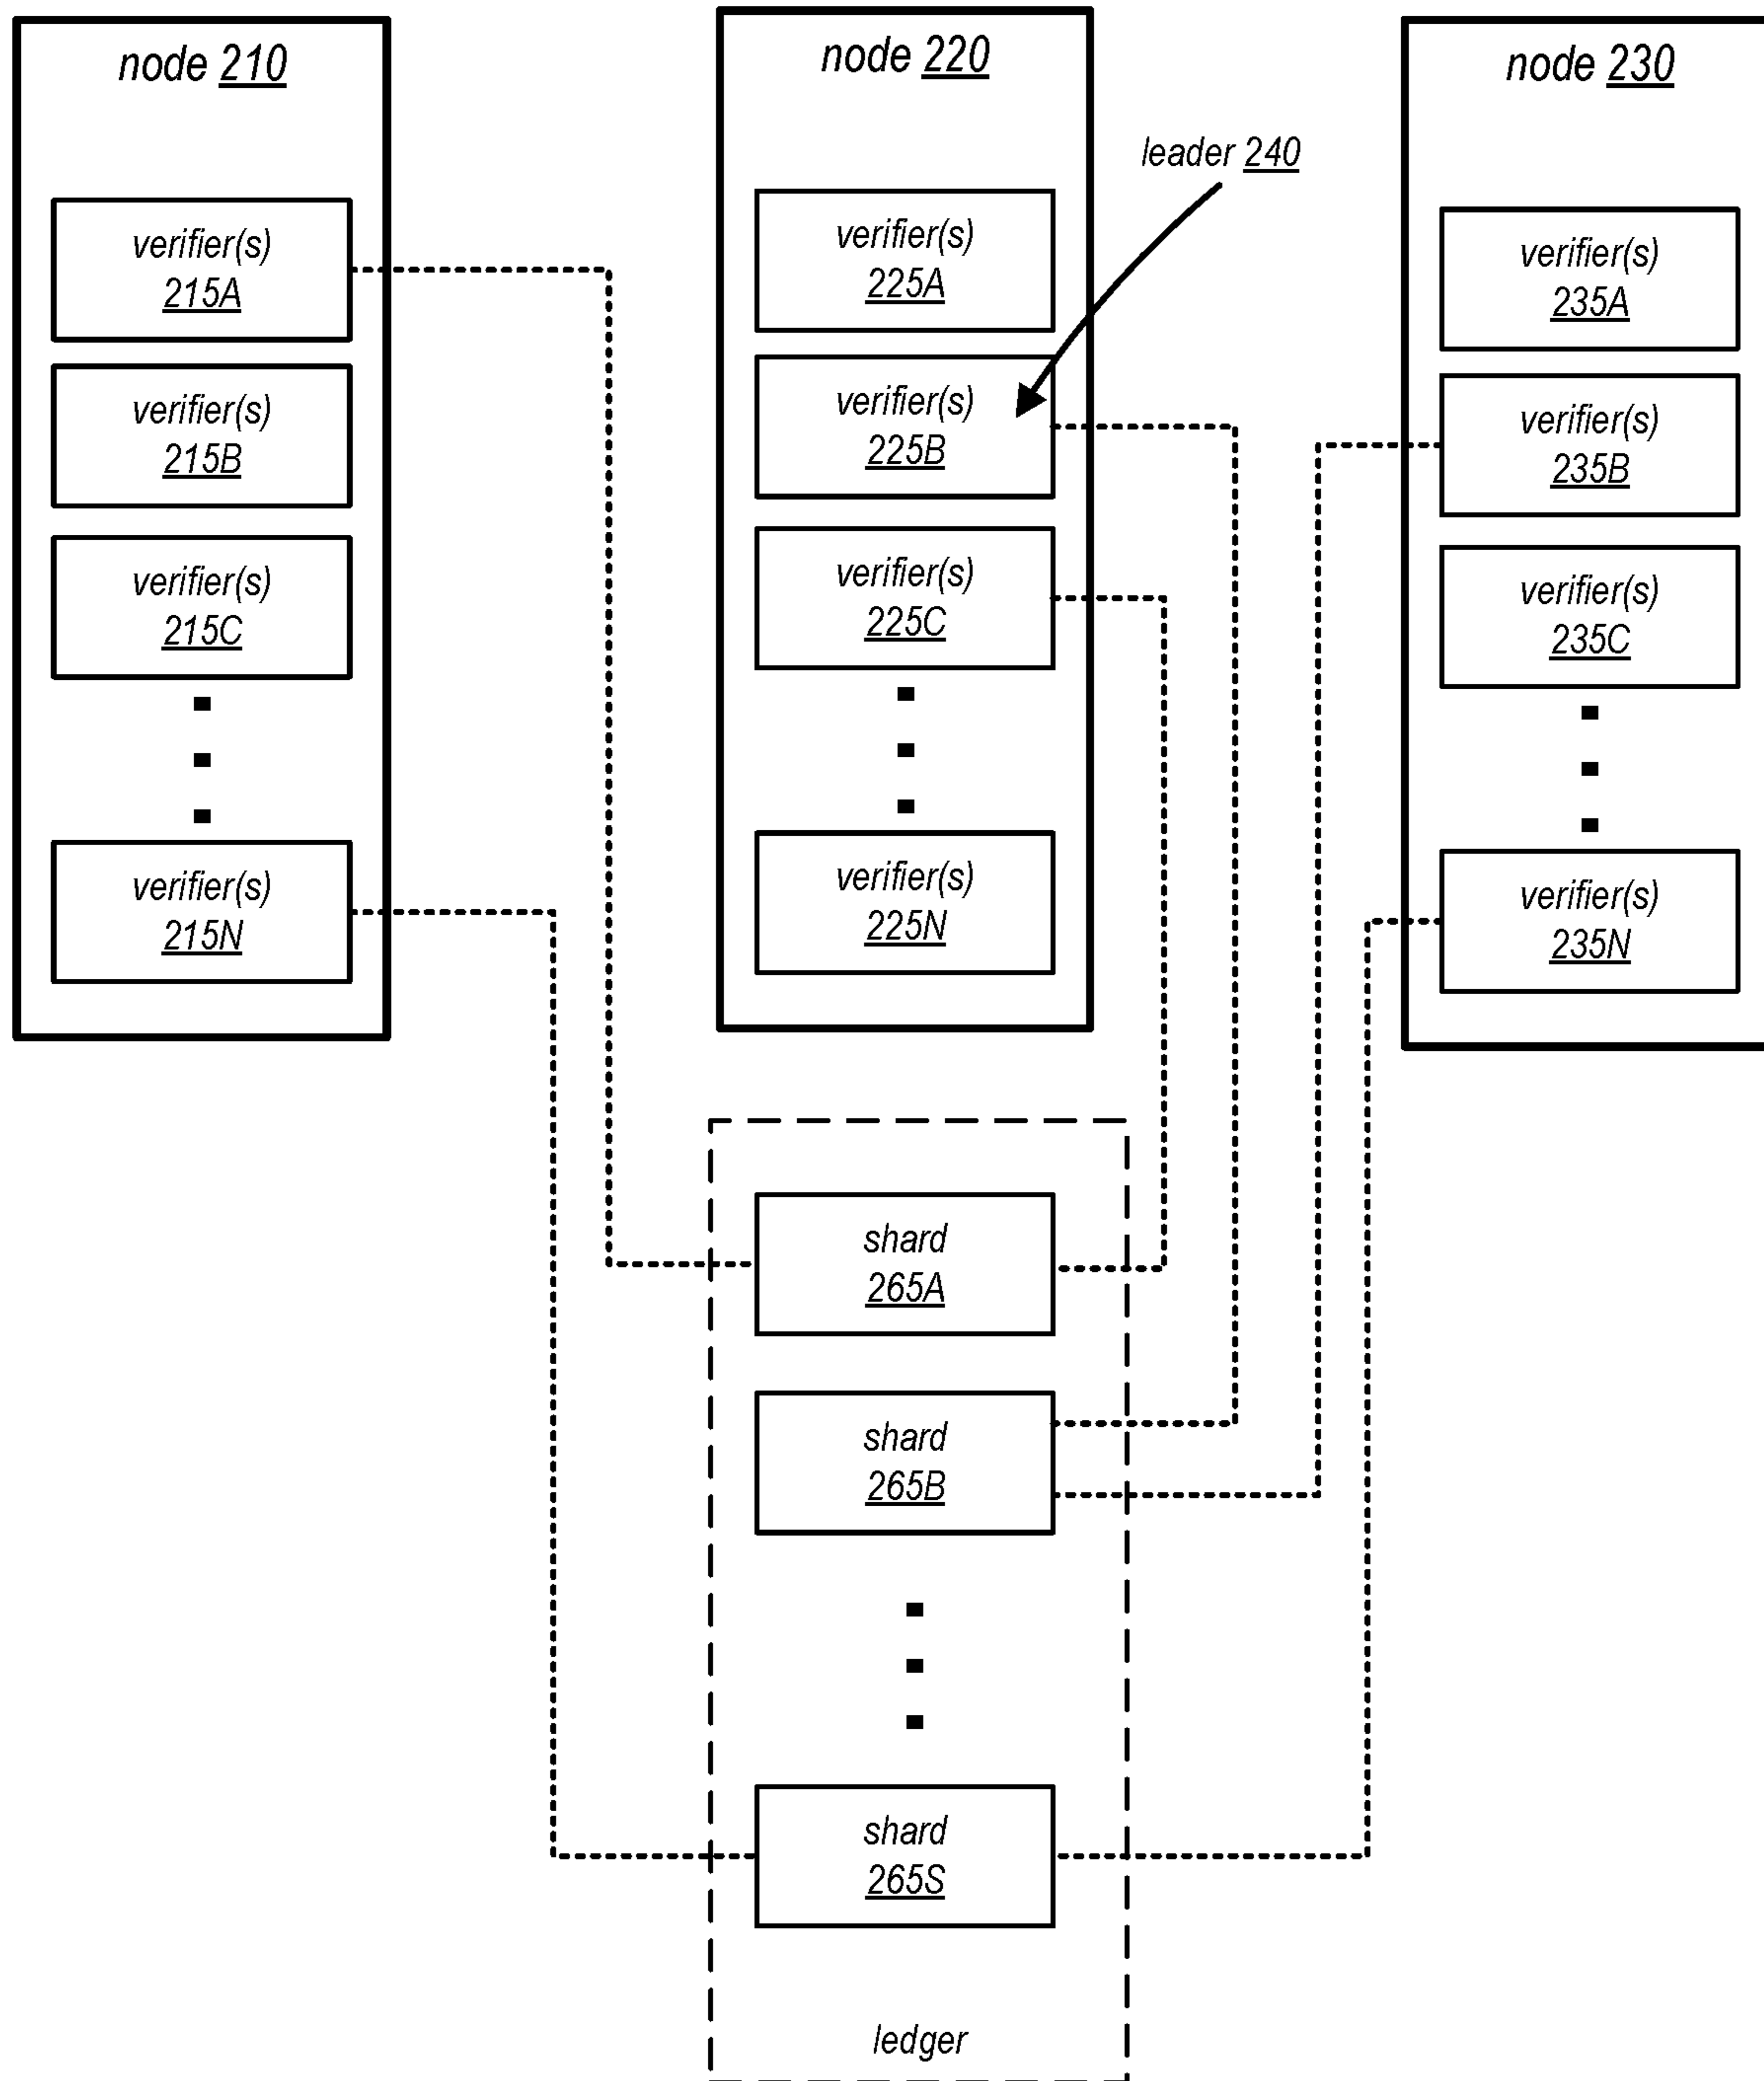 node 210
verifier(s)
215A
verifier(s)
215B
verifier(s)
215C
verifier(s)
215N
node 220
leader 240
verifier(s)
225A
verifier(s)
225B
verifier(s)
225C
verifier(s)
225N
node 230
verifier(s)
235A
verifier(s)
235B
verifier(s)
235C
verifier(s)
235N
shard
265A
shard
265B
shard
265S
ledger